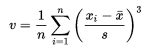 v = \frac{1}{n} \sum_{i=1}^{n} \left( \frac{x_i - \bar{x}}{s} \right)^3